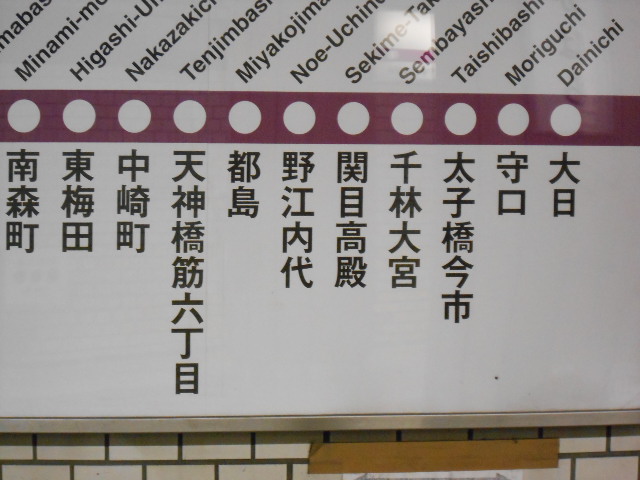 Minami-mo
Higashi-Um
Nakazakich
Tenjimbash
Miyakojima
Noe-Uchind
Sekime-Tak
Sembayash
Taishibashi
Moriguchi
Dainichi
南森町
東梅田
中崎町
天神橋筋六丁目
都島
野江内代
関目高殿
千林大宮
太子橋今市
守口
大日